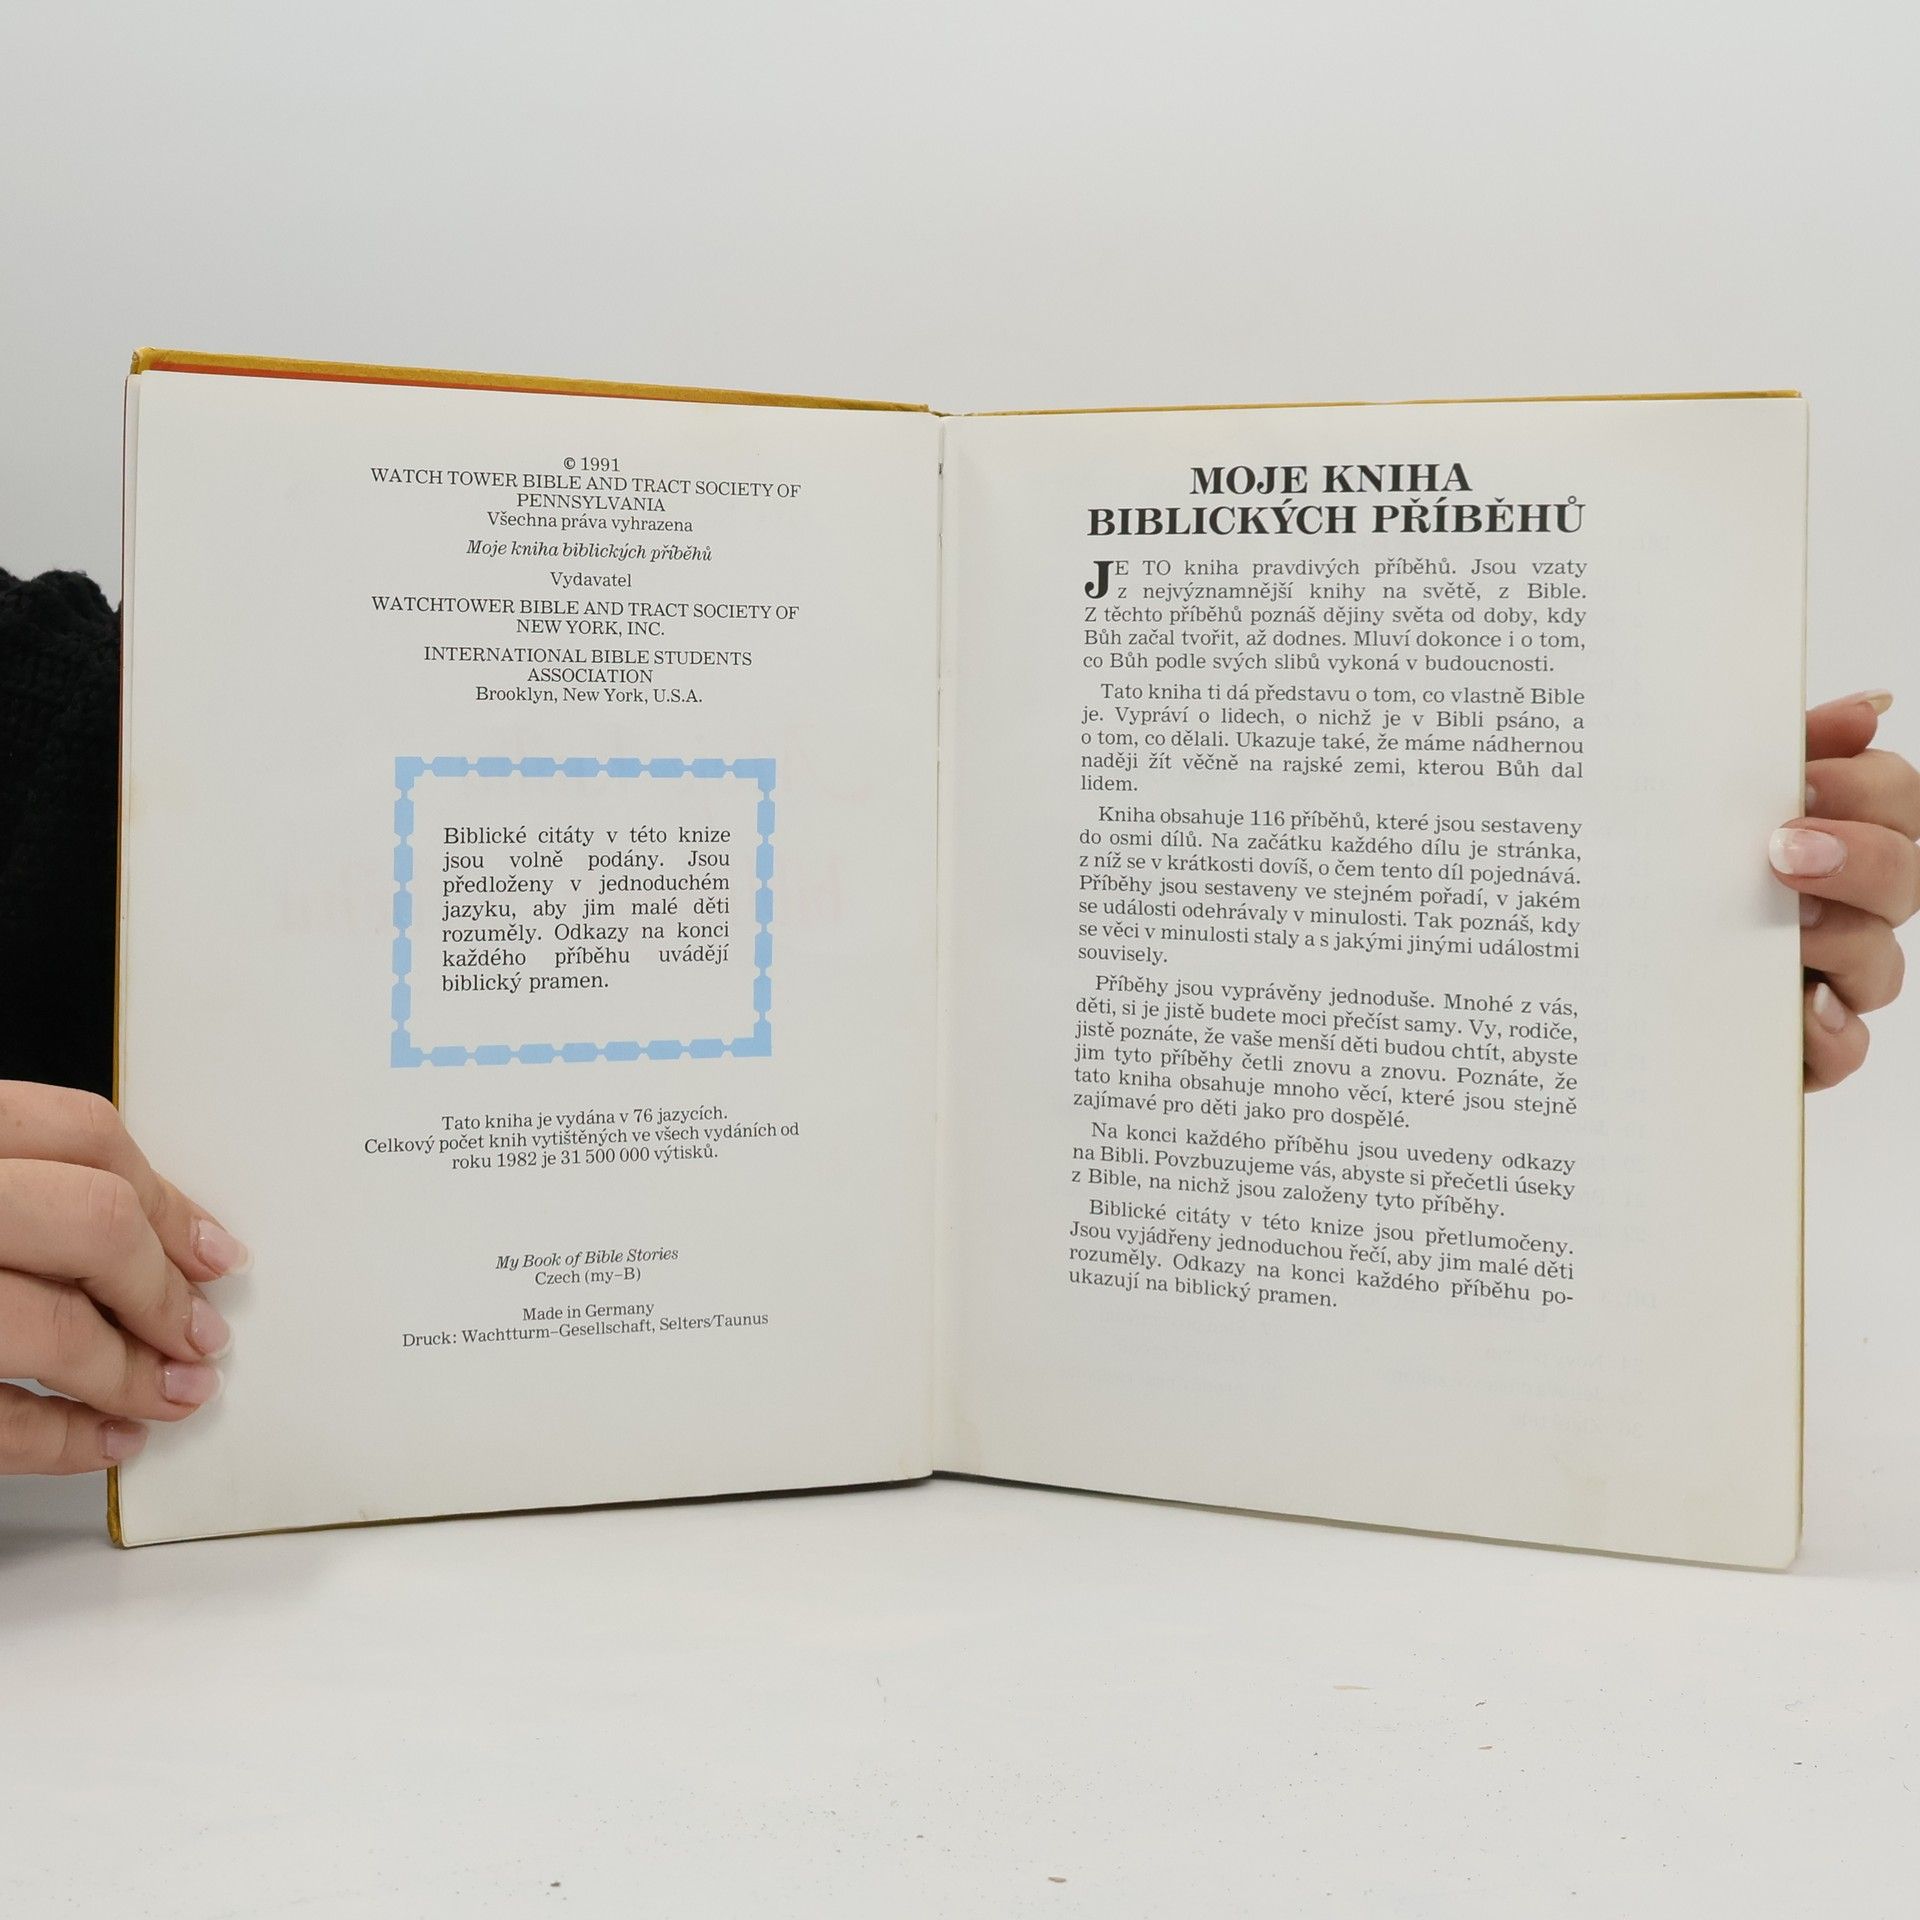 © 1991
WATCH TOWER BIBLE AND TRACT SOCIETY OF
PENNSYLVANIA
Všechna práva vyhrazena
Moje kniha biblických příběhů
Vydavatel
WATCHTOWER BIBLE AND TRACT SOCIETY OF
NEW YORK, INC.
INTERNATIONAL BIBLE STUDENTS
ASSOCIATION
Brooklyn, New York, U.S.A.
Biblické citáty v této knize
jsou volně podány. Jsou
předloženy v jednoduchém
jazyku, aby jim malé děti
rozuměly. Odkazy na konci
každého příběhu uvádějí
biblický pramen.
Tato kniha je vydána v 76 jazycích.
Celkový počet knih vytištěných ve všech vydáních od
roku 1982 je 31 500 000 výtisků.
My Book of Bible Stories
Czech (my–B)
Made in Germany
Druck: Wachtturm–Gesellschaft, Selters/Taunus
MOJE KNIHA
BIBLICKÝCH PŘÍBĚHŮ
JE TO kniha pravdivých příběhů. Jsou vzaty
z nejvýznamnější knihy na světě, z Bible.
Z těchto příběhů poznáš dějiny světa od doby, kdy
Bůh začal tvořit, až dodnes. Mluví dokonce i o tom,
co Bůh podle svých slibů vykoná v budoucnosti.
Tato kniha ti dá představu o tom, co vlastně Bible
je. Vypráví o lidech, o nichž je v Bibli psáno, a
o tom, co dělali. Ukazuje také, že máme nádhernou
naději žít věčně na rajské zemi, kterou Bůh dal
lidem.
Kniha obsahuje 116 příběhů, které jsou sestaveny
do osmi dílů. Na začátku každého dílu je stránka,
z níž se v krátkosti dovíš, o čem tento díl pojednává.
Příběhy jsou sestaveny ve stejném pořadí, v jakém
se události odehrávaly v minulosti. Tak poznáš, kdy
se věci v minulosti staly a s jakými jinými událostmi
souvisely.
Příběhy jsou vyprávěny jednoduše. Mnohé z vás,
děti, si je jistě budete moci přečíst samy. Vy, rodiče,
jistě poznáte, že vaše menší děti budou chtít, abyste
jim tyto příběhy četli znovu a znovu. Poznáte, že
tato kniha obsahuje mnoho věcí, které jsou stejně
zajímavé pro děti jako pro dospělé.
Na konci každého příběhu jsou uvedeny odkazy
na Bibli. Povzbuzujeme vás, abyste si přečetli úseky
z Bible, na nichž jsou založeny tyto příběhy.
Biblické citáty v této knize jsou přetlumočeny.
Jsou vyjádřeny jednoduchou řečí, aby jim malé děti
rozuměly. Odkazy na konci každého příběhu po-
ukazují na biblický pramen.